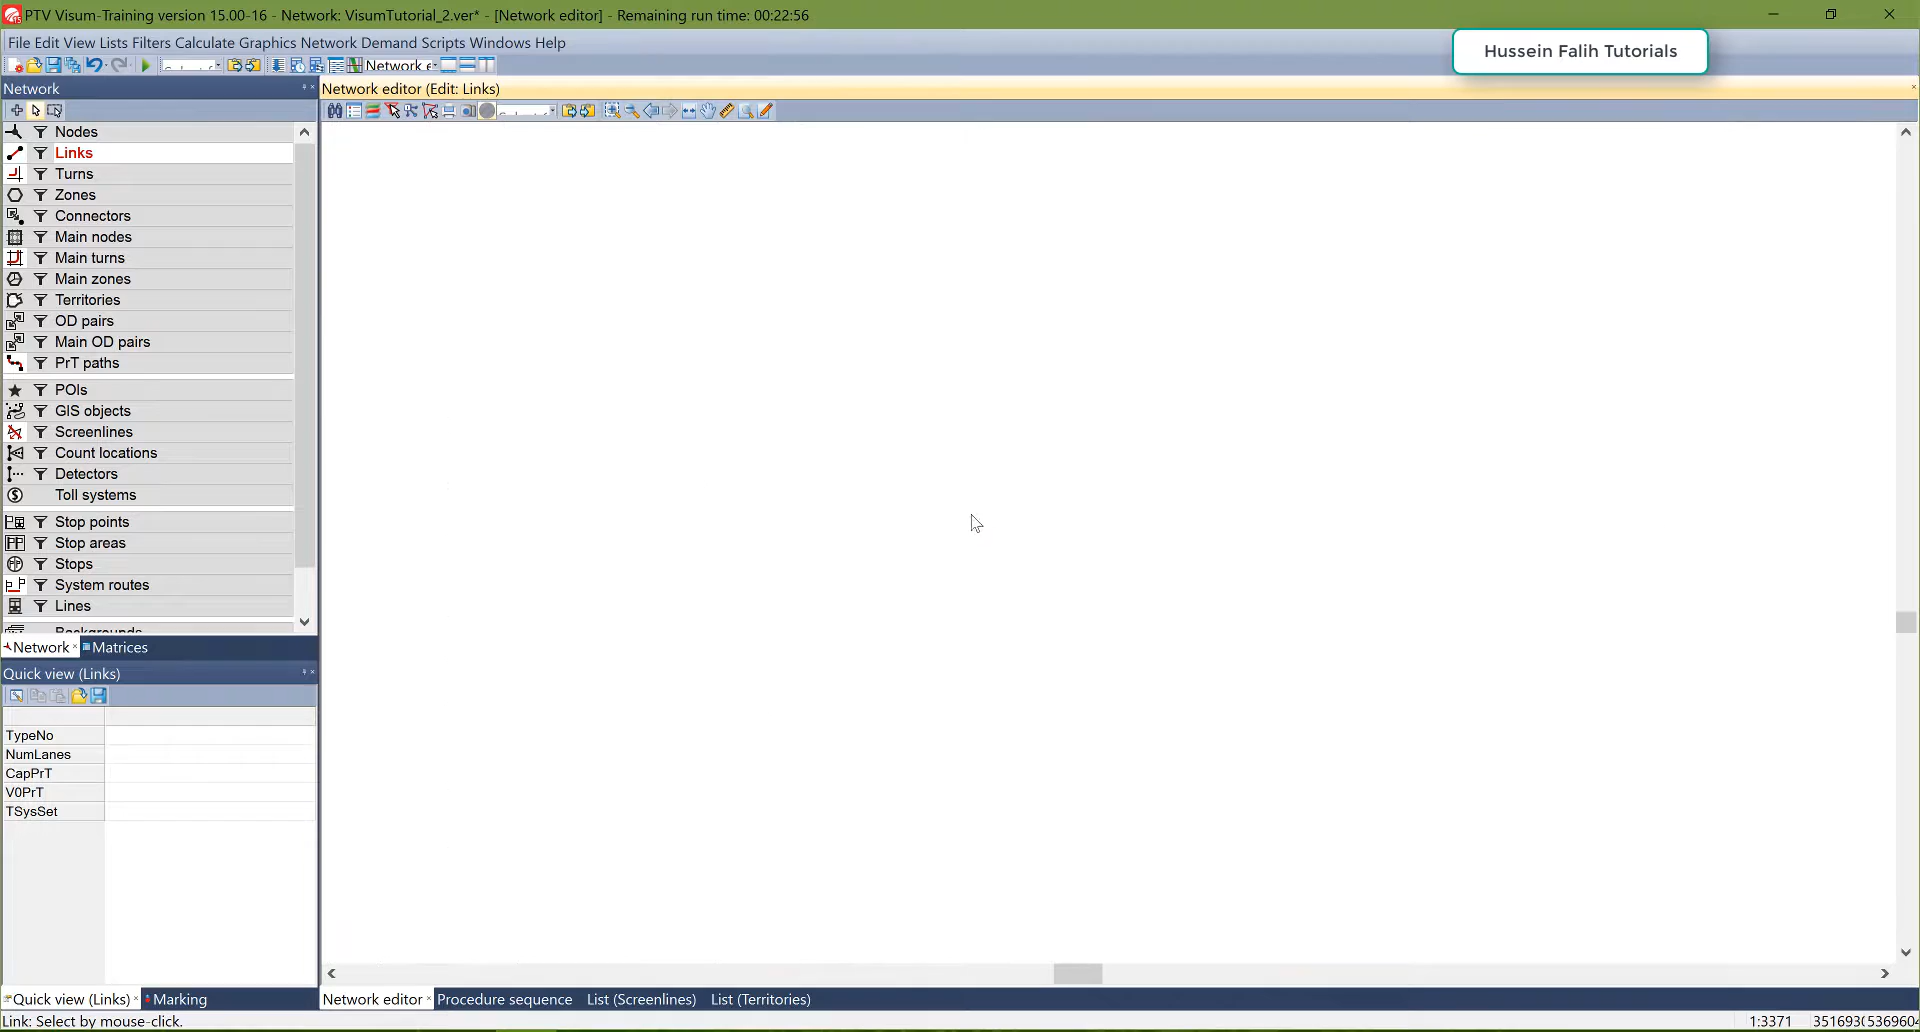 PTV Visum-Training version 15.00-16 - Network: VisumTutorial_2.ver* - [Network editor] - Remaining run time: 00:22:56
File Edit View Lists Filters Calculate Graphics Network Demand Scripts Windows Help
Hussein Falih Tutorials
Network
Network editor (Edit: Links)
Nodes
Links
Turns
Zones
Connectors
Main nodes
Main turns
Main zones
Territories
OD pairs
Main OD pairs
PrT paths
POIs
GIS objects
Screenlines
Count locations
Detectors
Toll systems
Stop points
Stop areas
Stops
System routes
Lines
Backgrounds
Network Matrices
Quick view (Links)
TypeNo
NumLanes
CapPrT
V0PrT
TSysSet
Quick view (Links) Marking
Network editor Procedure sequence List (Screenlines) List (Territories)
Link: Select by mouse-click.
1:3371